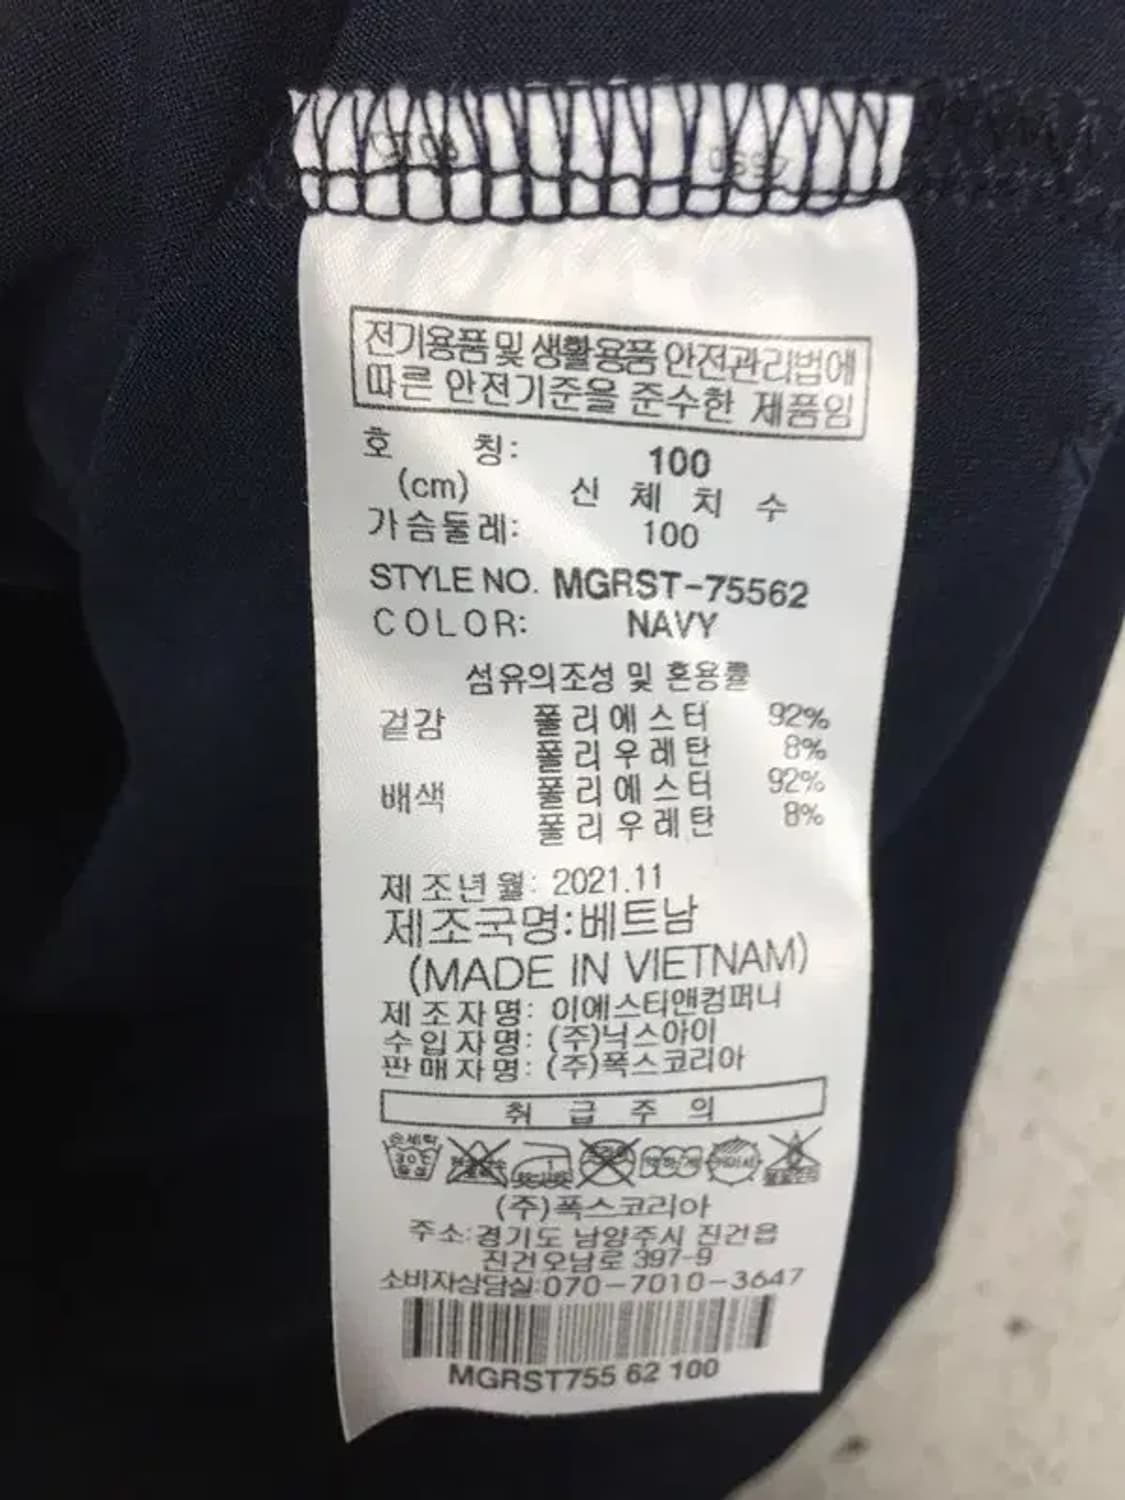 전기용품 및 생활용품 안전관리법에
따른 안전기준을 준수한 제품임
호 칭: 100
(cm) 신 체 치 수
가슴둘레: 100
STYLE NO. MGRST-75562
COLOR: NAVY
섬유의조성 및 혼용률
겉감 폴리에스터 92%
폴리우레탄 8%
배색 폴리에스터 92%
폴리우레탄 8%
제조년월: 2021.11
제조국명:베트남
(MADE IN VIETNAM)
제조자명: 이에스티앤컴퍼니
수입자명: (주)닉스아이
판매자명: (주)폭스코리아
취 급 주 의
손세탁
30℃
중성
(주)폭스코리아
주소:경기도 남양주시 진건읍
진건오남로 397-9
소비자상담실:070-7010-3647
MGRST755 62 100